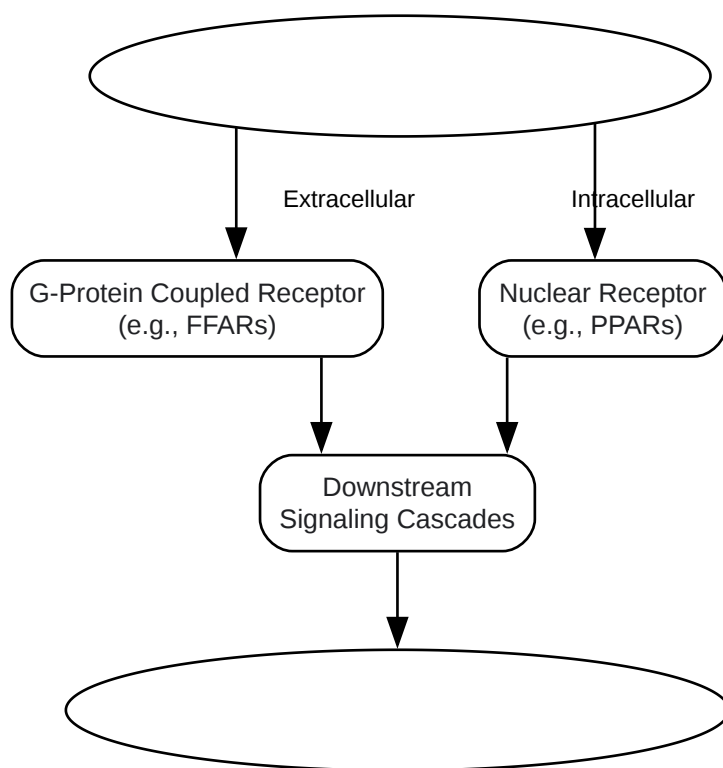 Extracellular
Intracellular
G-Protein Coupled Receptor
(e.g., FFARs)
Nuclear Receptor
(e.g., PPARs)
Downstream
Signaling Cascades